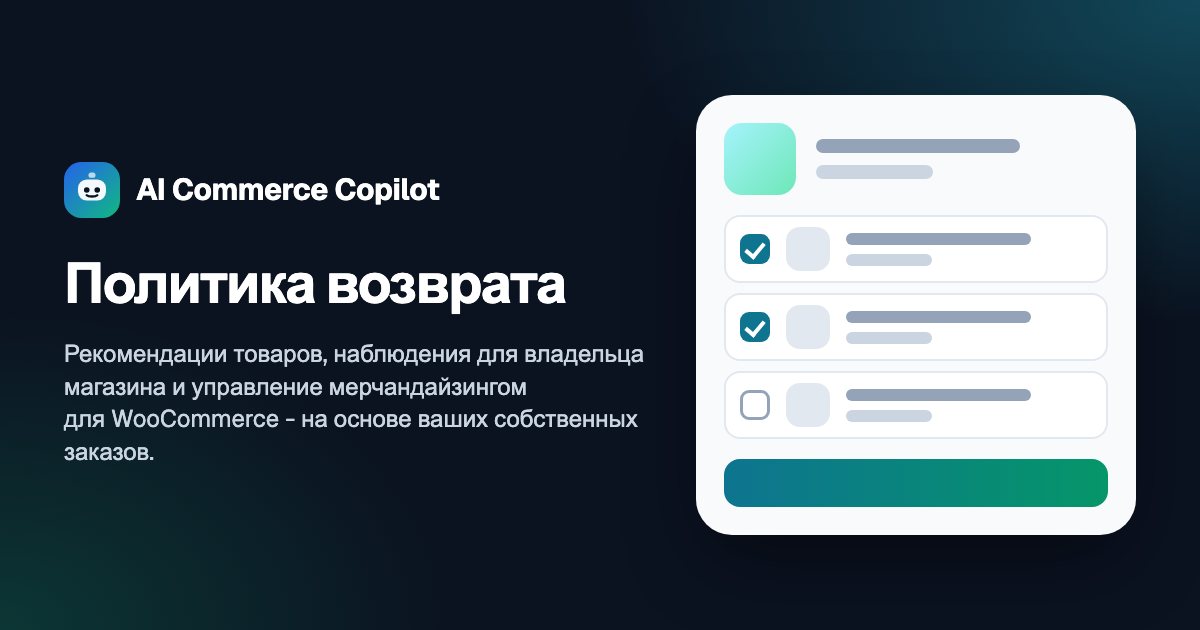 AI Commerce Copilot
Политика возврата
Рекомендации товаров, наблюдения для владельца
магазина и управление мерчандайзингом
для WooCommerce - на основе ваших собственных
заказов.